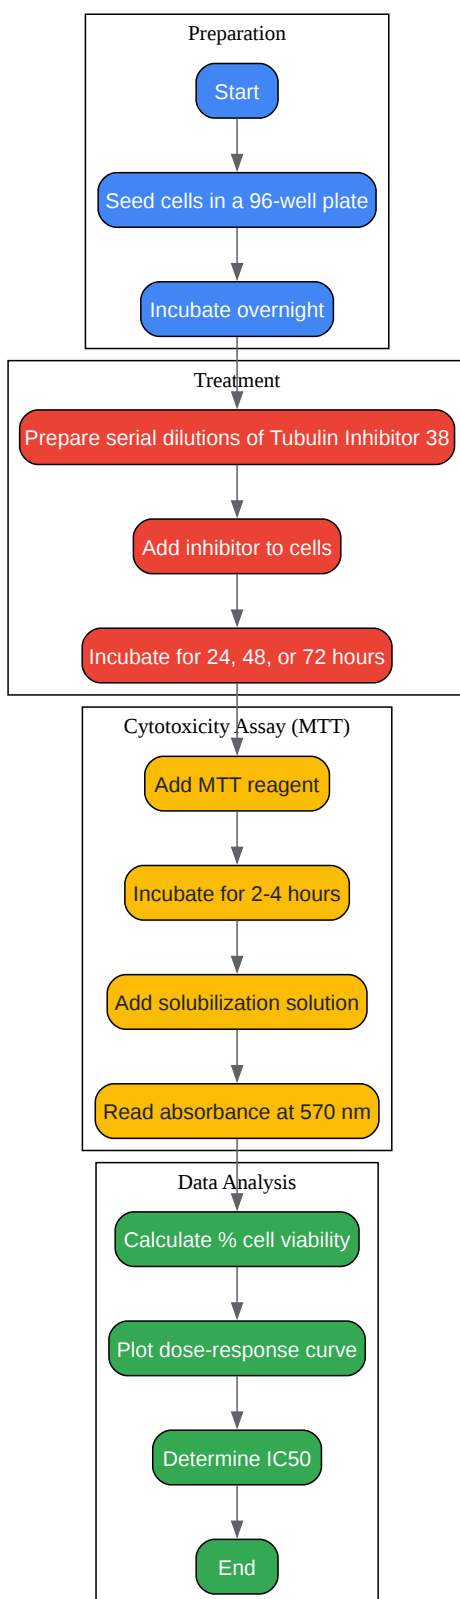 Preparation
Start
Seed cells in a 96-well plate
Incubate overnight
Treatment
Prepare serial dilutions of Tubulin Inhibitor 38
Add inhibitor to cells
Incubate for 24, 48, or 72 hours
Cytotoxicity Assay (MTT)
Add MTT reagent
Incubate for 2-4 hours
Add solubilization solution
Read absorbance at 570 nm
Data Analysis
Calculate % cell viability
Plot dose-response curve
Determine IC50
End